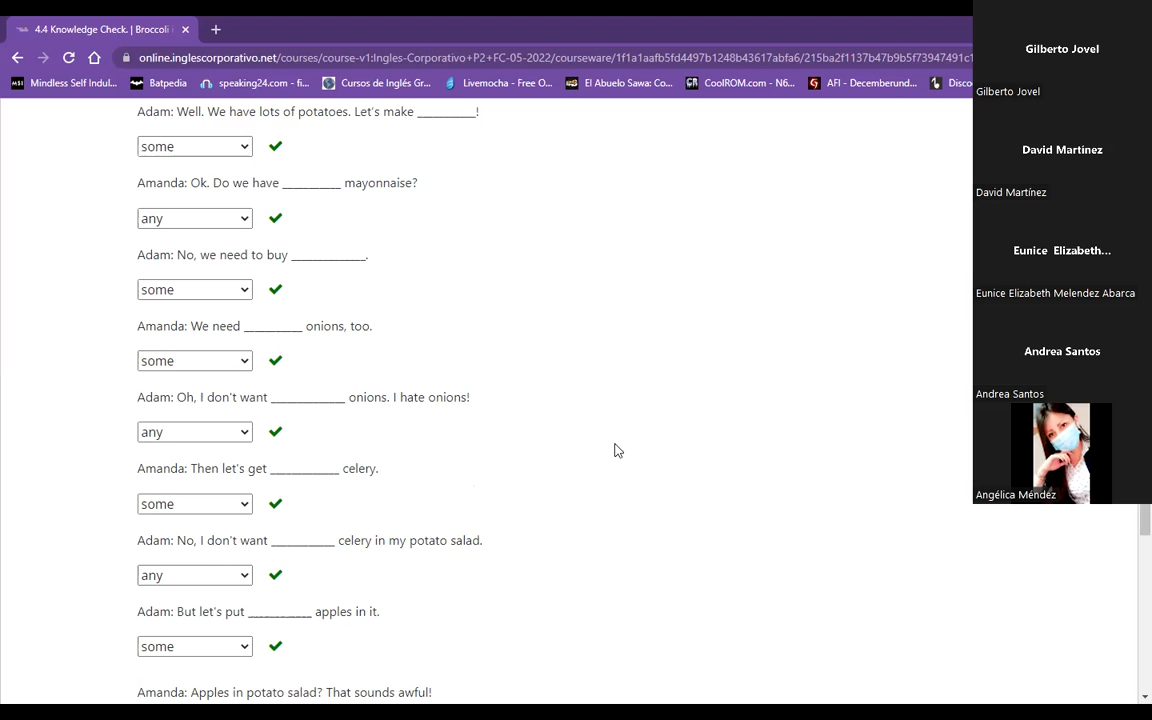 4.4 Knowledge Check. | Broccoli
online.inglescorporativo.net/courses/course-v1:Ingles-Corporativo+P2+FC-05-2022/courseware/1f1a1aafb5fd4497b1248b43617abfa6/215ba2f1137b47b9b5f73947491c1
Mindless Self Indul... Batpedia speaking24.com - fi... Cursos de Inglés Gr... Livemocha - Free O... El Abuelo Sawa: Co... CoolROM.com - N6... AFI - Decemberund... Disco
Adam: Well. We have lots of potatoes. Let's make __________!
some
Amanda: Ok. Do we have __________ mayonnaise?
any
Adam: No, we need to buy _____________.
some
Amanda: We need __________ onions, too.
some
Adam: Oh, I don't want _____________ onions. I hate onions!
any
Amanda: Then let's get ____________ celery.
some
Adam: No, I don't want ___________ celery in my potato salad.
any
Adam: But let's put ___________ apples in it.
some
Amanda: Apples in potato salad? That sounds awful!
Gilberto Jovel
Gilberto Jovel
David Martínez
David Martínez
Eunice Elizabeth...
Eunice Elizabeth Melendez Abarca
Andrea Santos
Andrea Santos
Angélica Méndez